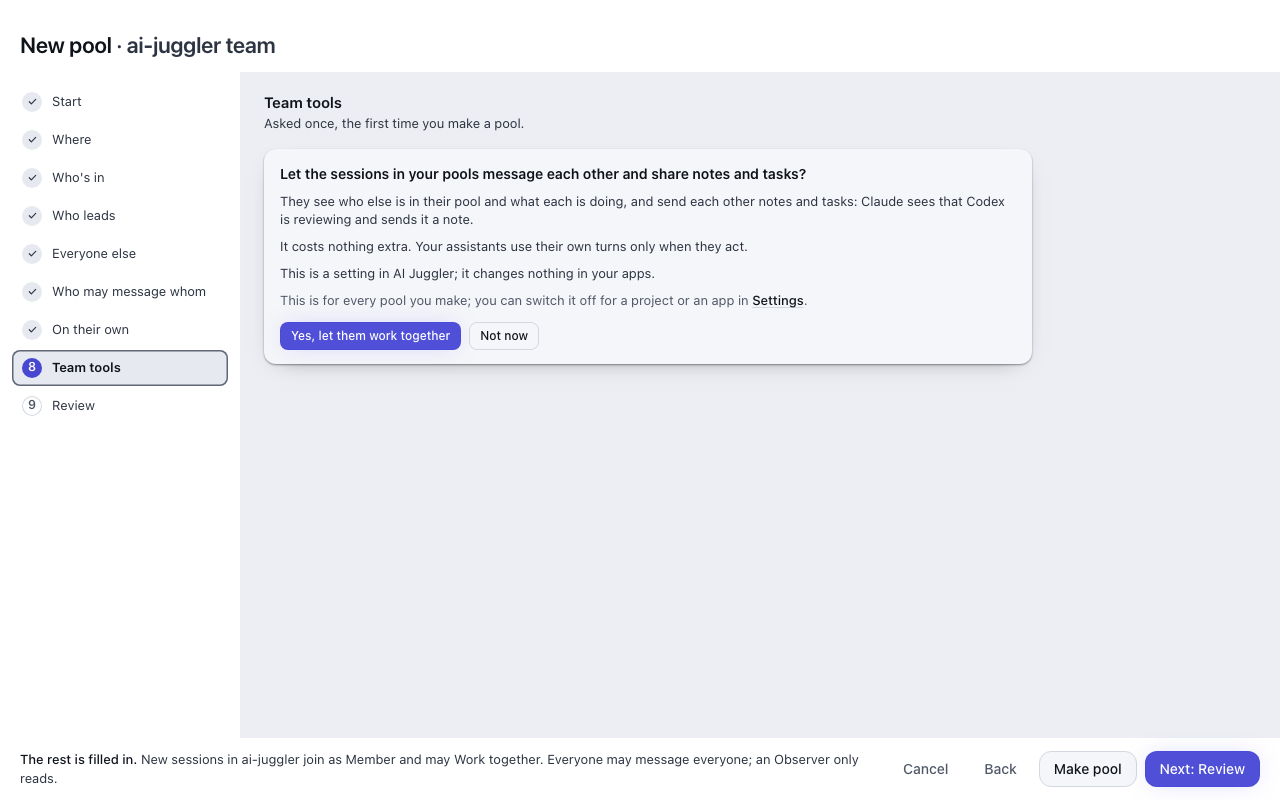 New pool · ai-juggler team
Start
Where
Who's in
Who leads
Everyone else
Who may message whom
On their own
8 Team tools
9 Review
Team tools
Asked once, the first time you make a pool.
Let the sessions in your pools message each other and share notes and tasks?
They see who else is in their pool and what each is doing, and send each other notes and tasks: Claude sees that Codex
is reviewing and sends it a note.
It costs nothing extra. Your assistants use their own turns only when they act.
This is a setting in AI Juggler; it changes nothing in your apps.
This is for every pool you make; you can switch it off for a project or an app in Settings.
Yes, let them work together Not now
The rest is filled in. New sessions in ai-juggler join as Member and may Work together. Everyone may message everyone; an Observer only
reads.
Cancel Back Make pool Next: Review